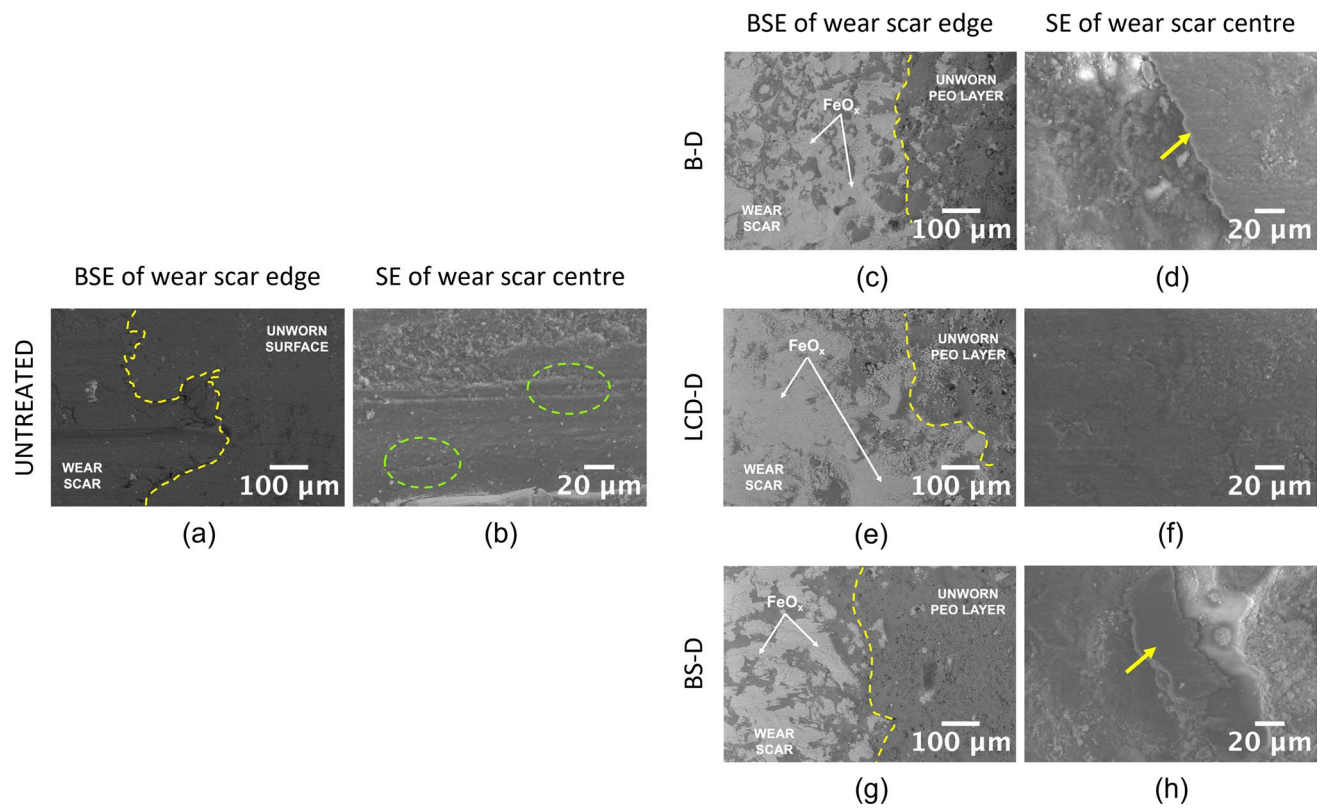 BSE of wear scar edge
SE of wear scar centre
B-D
FeOₓ
UNWORN
PEO LAYER
WEAR
SCAR
100 μm
20 μm
(c)
(d)
BSE of wear scar edge
SE of wear scar centre
UNTREATED
UNWORN
SURFACE
WEAR
SCAR
100 μm
20 μm
(a)
(b)
LCD-D
FeOₓ
UNWORN
PEO LAYER
WEAR
SCAR
100 μm
20 μm
(e)
(f)
BS-D
FeOₓ
UNWORN
PEO LAYER
WEAR
SCAR
100 μm
20 μm
(g)
(h)